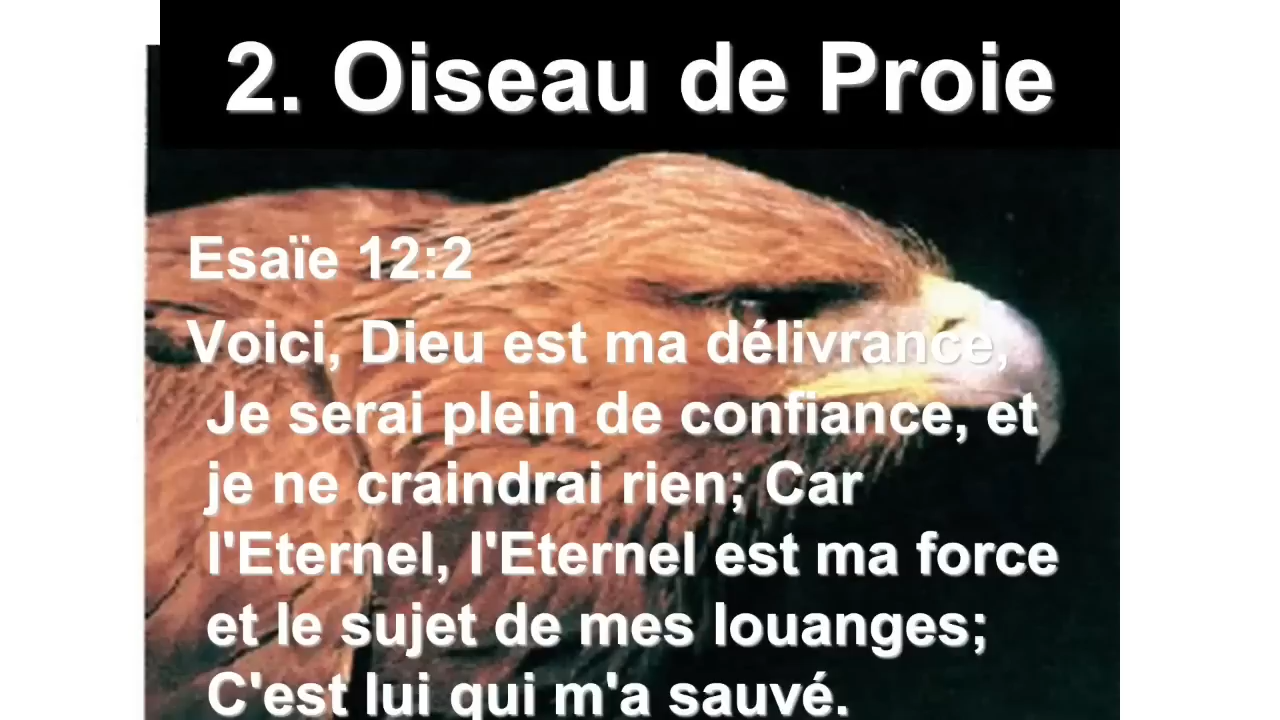 2. Oiseau de Proie
Esaïe 12:2
Voici, Dieu est ma délivrance,
Je serai plein de confiance, et
je ne craindrai rien; Car
l'Eternel, l'Eternel est ma force
et le sujet de mes louanges;
C'est lui qui m'a sauvé.